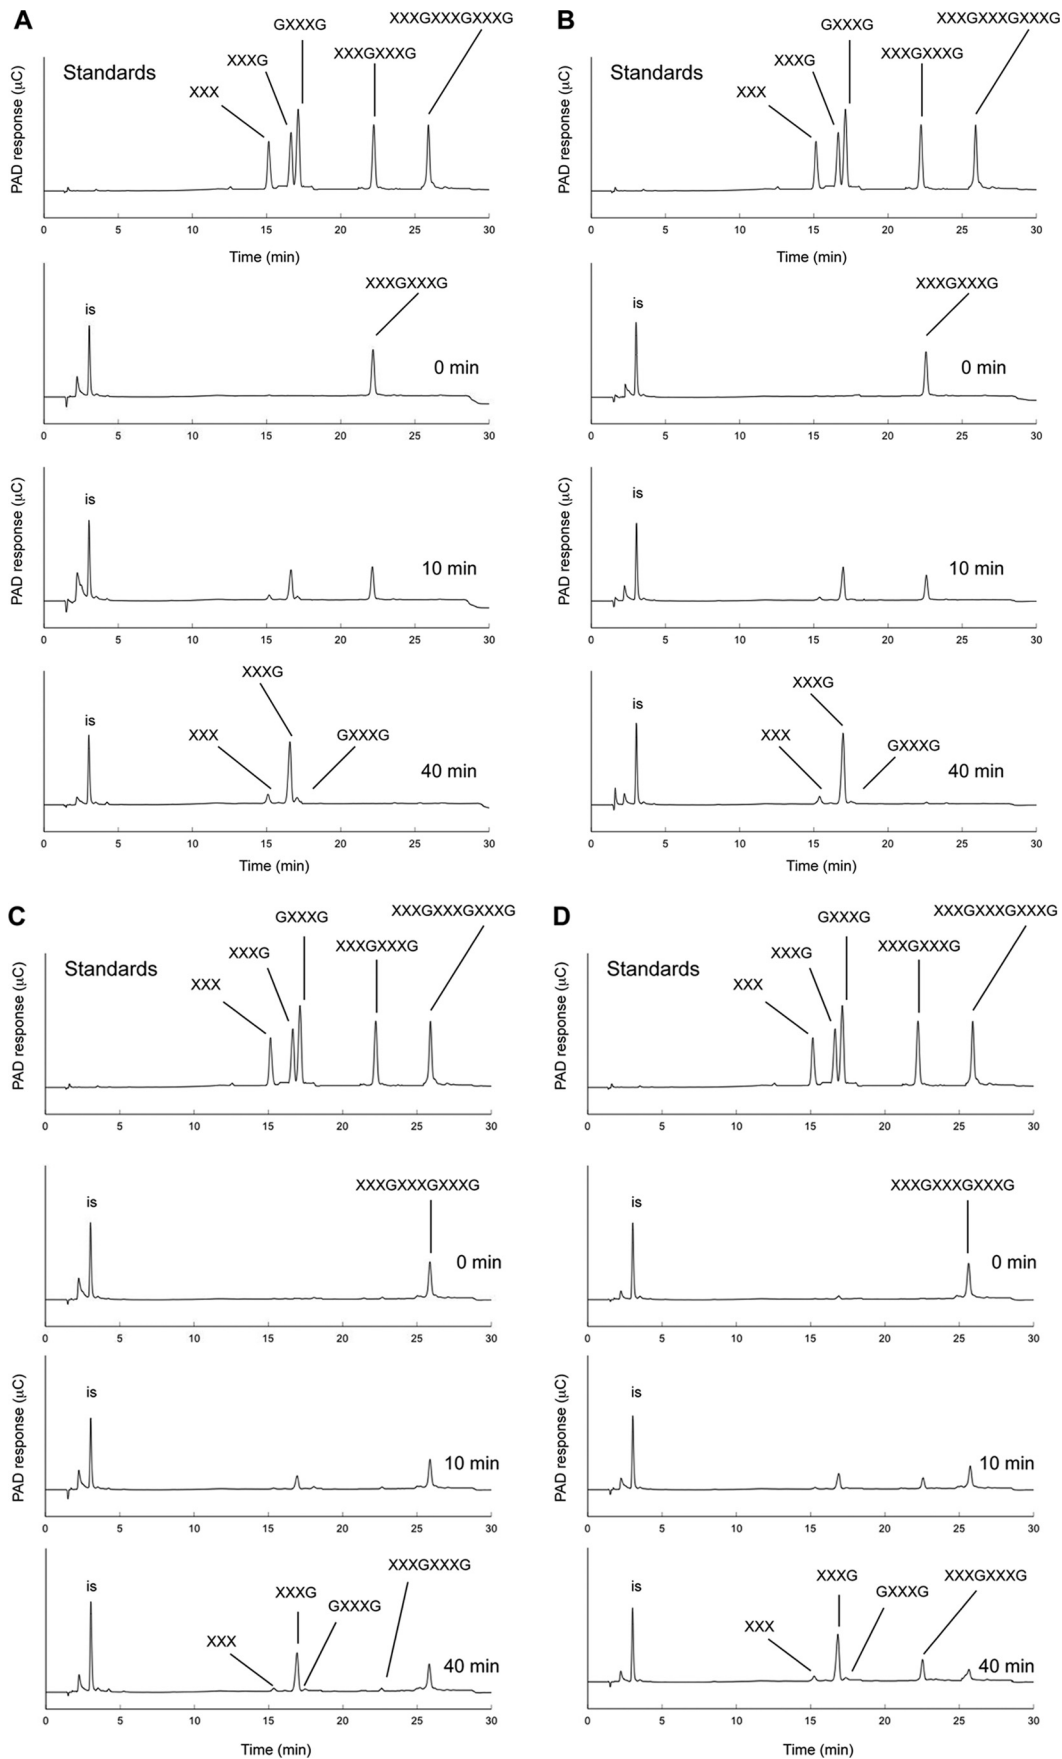 A
XXXGXXXGXXXG
GXXXG
XXXGXXXG
XXXG
Standards
XXX
PAD response (µC)
0 5 10 15 20 25 30
Time (min)
XXXGXXXG
is
0 min
0 5 10 15 20 25 30
is
10 min
PAD response (µC)
0 5 10 15 20 25 30
XXXG
is
XXX
GXXXG
40 min
0 5 10 15 20 25 30
Time (min)
B
XXXGXXXGXXXG
GXXXG
XXXGXXXG
XXXG
Standards
XXX
PAD response (µC)
0 5 10 15 20 25 30
Time (min)
XXXGXXXG
is
0 min
0 5 10 15 20 25 30
is
10 min
PAD response (µC)
0 5 10 15 20 25 30
XXXG
is
XXX
GXXXG
40 min
0 5 10 15 20 25 30
Time (min)
C
XXXGXXXGXXXG
GXXXG
XXXGXXXG
XXXG
Standards
XXX
PAD response (µC)
0 5 10 15 20 25 30
XXXGXXXGXXXG
is
0 min
0 5 10 15 20 25 30
is
10 min
PAD response (µC)
0 5 10 15 20 25 30
XXXGXXXG
is
XXXG
GXXXG
XXX
40 min
0 5 10 15 20 25 30
Time (min)
D
XXXGXXXGXXXG
GXXXG
XXXGXXXG
XXXG
Standards
XXX
PAD response (µC)
0 5 10 15 20 25 30
XXXGXXXGXXXG
is
0 min
0 5 10 15 20 25 30
is
10 min
PAD response (µC)
0 5 10 15 20 25 30
XXXG
XXXGXXXG
is
GXXXG
XXX
40 min
0 5 10 15 20 25 30
Time (min)